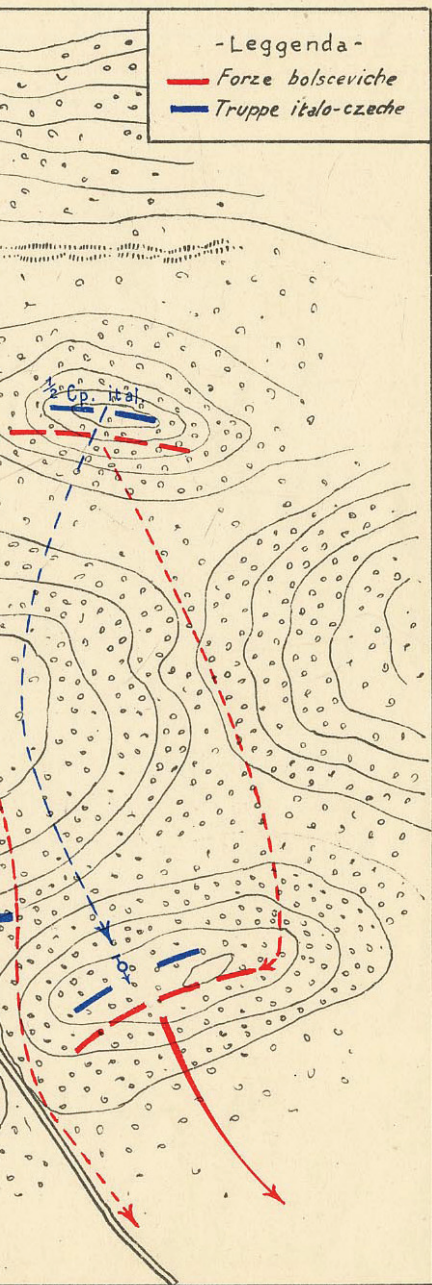 -Leggenda-
Forze bolsceviche
Truppe italo-czeche
½ Cp. ital.